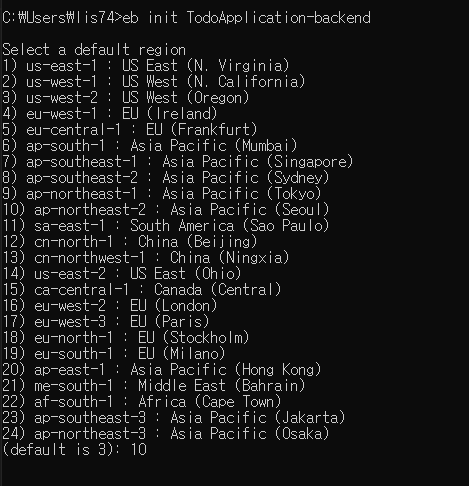 C:₩Users₩lis74>eb init TodoApplication-backend
Select a default region
1) us-east-1 : US East (N. Virginia)
2) us-west-1 : US West (N. California)
3) us-west-2 : US West (Oregon)
4) eu-west-1 : EU (Ireland)
5) eu-central-1 : EU (Frankfurt)
6) ap-south-1 : Asia Pacific (Mumbai)
7) ap-southeast-1 : Asia Pacific (Singapore)
8) ap-southeast-2 : Asia Pacific (Sydney)
9) ap-northeast-1 : Asia Pacific (Tokyo)
10) ap-northeast-2 : Asia Pacific (Seoul)
11) sa-east-1 : South America (Sao Paulo)
12) cn-north-1 : China (Beijing)
13) cn-northwest-1 : China (Ningxia)
14) us-east-2 : US East (Ohio)
15) ca-central-1 : Canada (Central)
16) eu-west-2 : EU (London)
17) eu-west-3 : EU (Paris)
18) eu-north-1 : EU (Stockholm)
19) eu-south-1 : EU (Milano)
20) ap-east-1 : Asia Pacific (Hong Kong)
21) me-south-1 : Middle East (Bahrain)
22) af-south-1 : Africa (Cape Town)
23) ap-southeast-3 : Asia Pacific (Jakarta)
24) ap-northeast-3 : Asia Pacific (Osaka)
(default is 3): 10